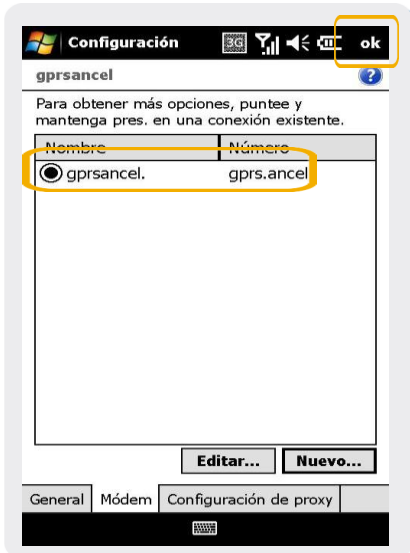 Configuración 3G ok
gprsancel
Para obtener más opciones, puntee y
mantenga pres. en una conexión existente.
Nombre Número
gprsancel. gprs.ancel
Editar... Nuevo...
General Módem Configuración de proxy